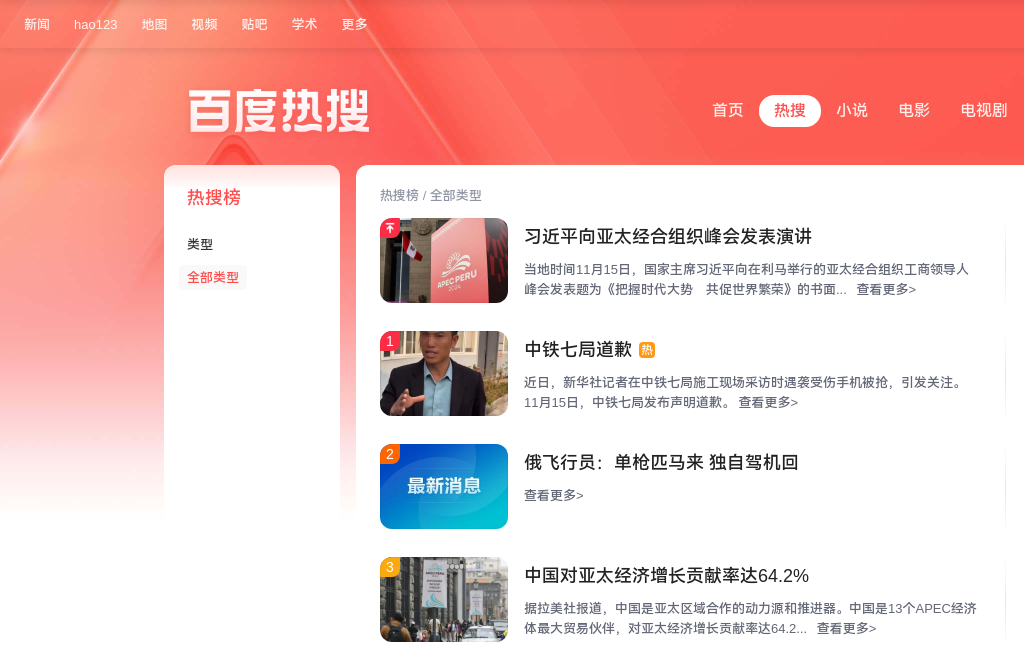 新闻 hao123 地图 视频 贴吧 学术 更多
百度热搜
首页 热搜 小说 电影 电视剧
热搜榜
类型
全部类型
热搜榜 / 全部类型
APEC PERU
2024
习近平向亚太经合组织峰会发表演讲
当地时间11月15日，国家主席习近平向在利马举行的亚太经合组织工商领导人
峰会发表题为《把握时代大势　共促世界繁荣》的书面... 查看更多>
1
中铁七局道歉 热
近日，新华社记者在中铁七局施工现场采访时遇袭受伤手机被抢，引发关注。
11月15日，中铁七局发布声明道歉。 查看更多>
2
最新消息
俄飞行员：单枪匹马来 独自驾机回
查看更多>
3
中国对亚太经济增长贡献率达64.2%
据拉美社报道，中国是亚太区域合作的动力源和推进器。中国是13个APEC经济
体最大贸易伙伴，对亚太经济增长贡献率达64.2... 查看更多>